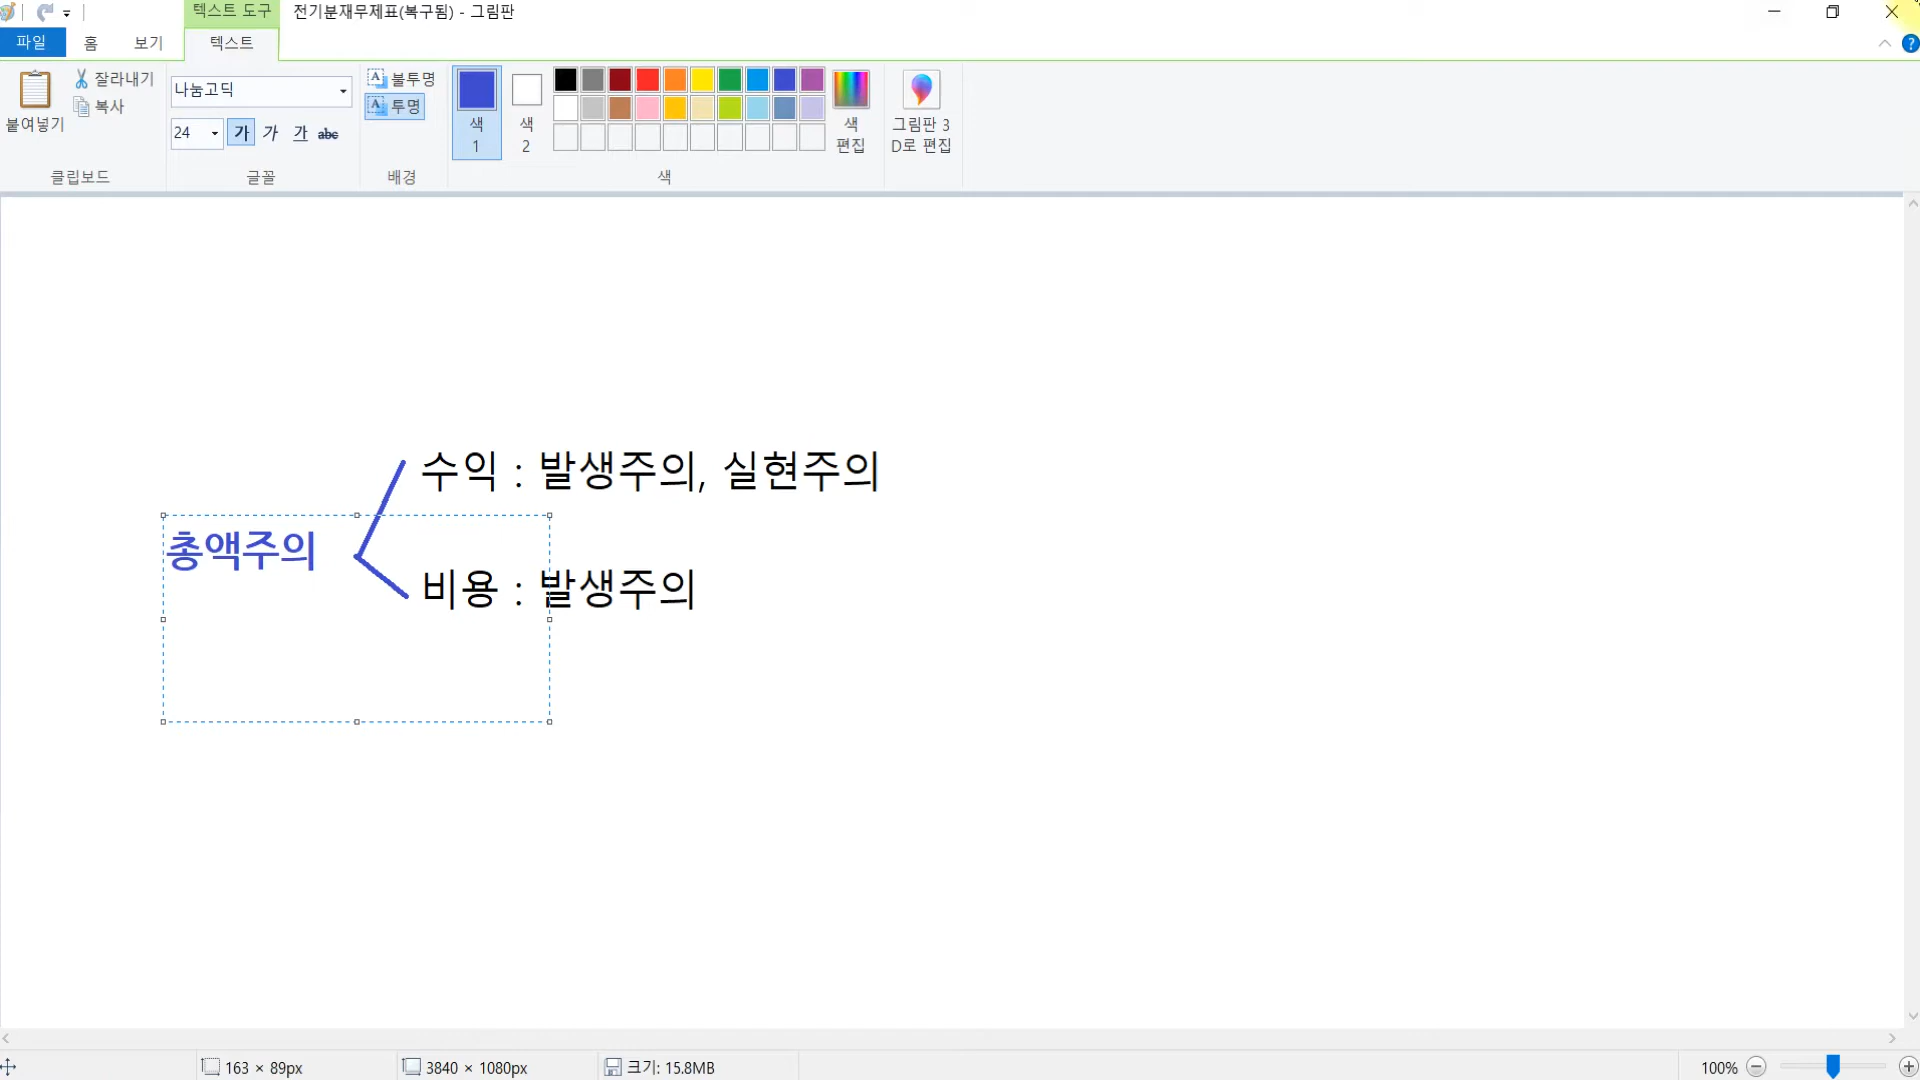 텍스트 도구
전기분재무제표(복구됨) - 그림판
파일
홈
보기
텍스트
붙여넣기
잘라내기
복사
클립보드
나눔고딕
24
가
가
가
abc
글꼴
불투명
투명
배경
색
1
색
2
색
편집
색
그림판 3
D로 편집
수익 : 발생주의, 실현주의
총액주의
비용 : 발생주의
163 × 89px
3840 × 1080px
크기: 15.8MB
100%